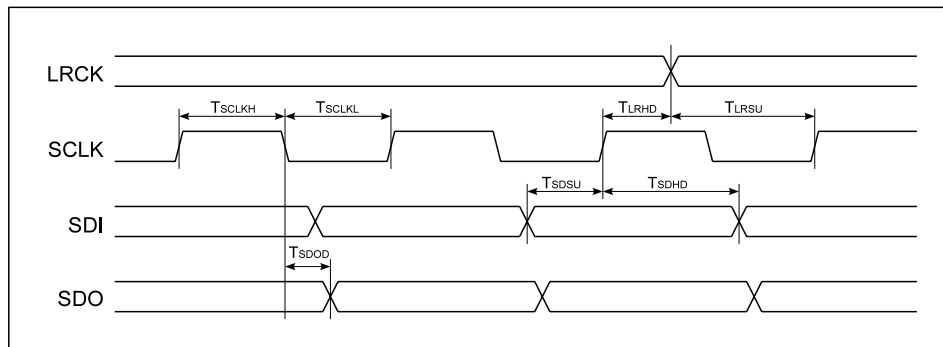 LRCK
TSCLKH TSCLKL TLRHD TLRSU
SCLK
TSDSU TSDHD
SDI
TSDOD
SDO